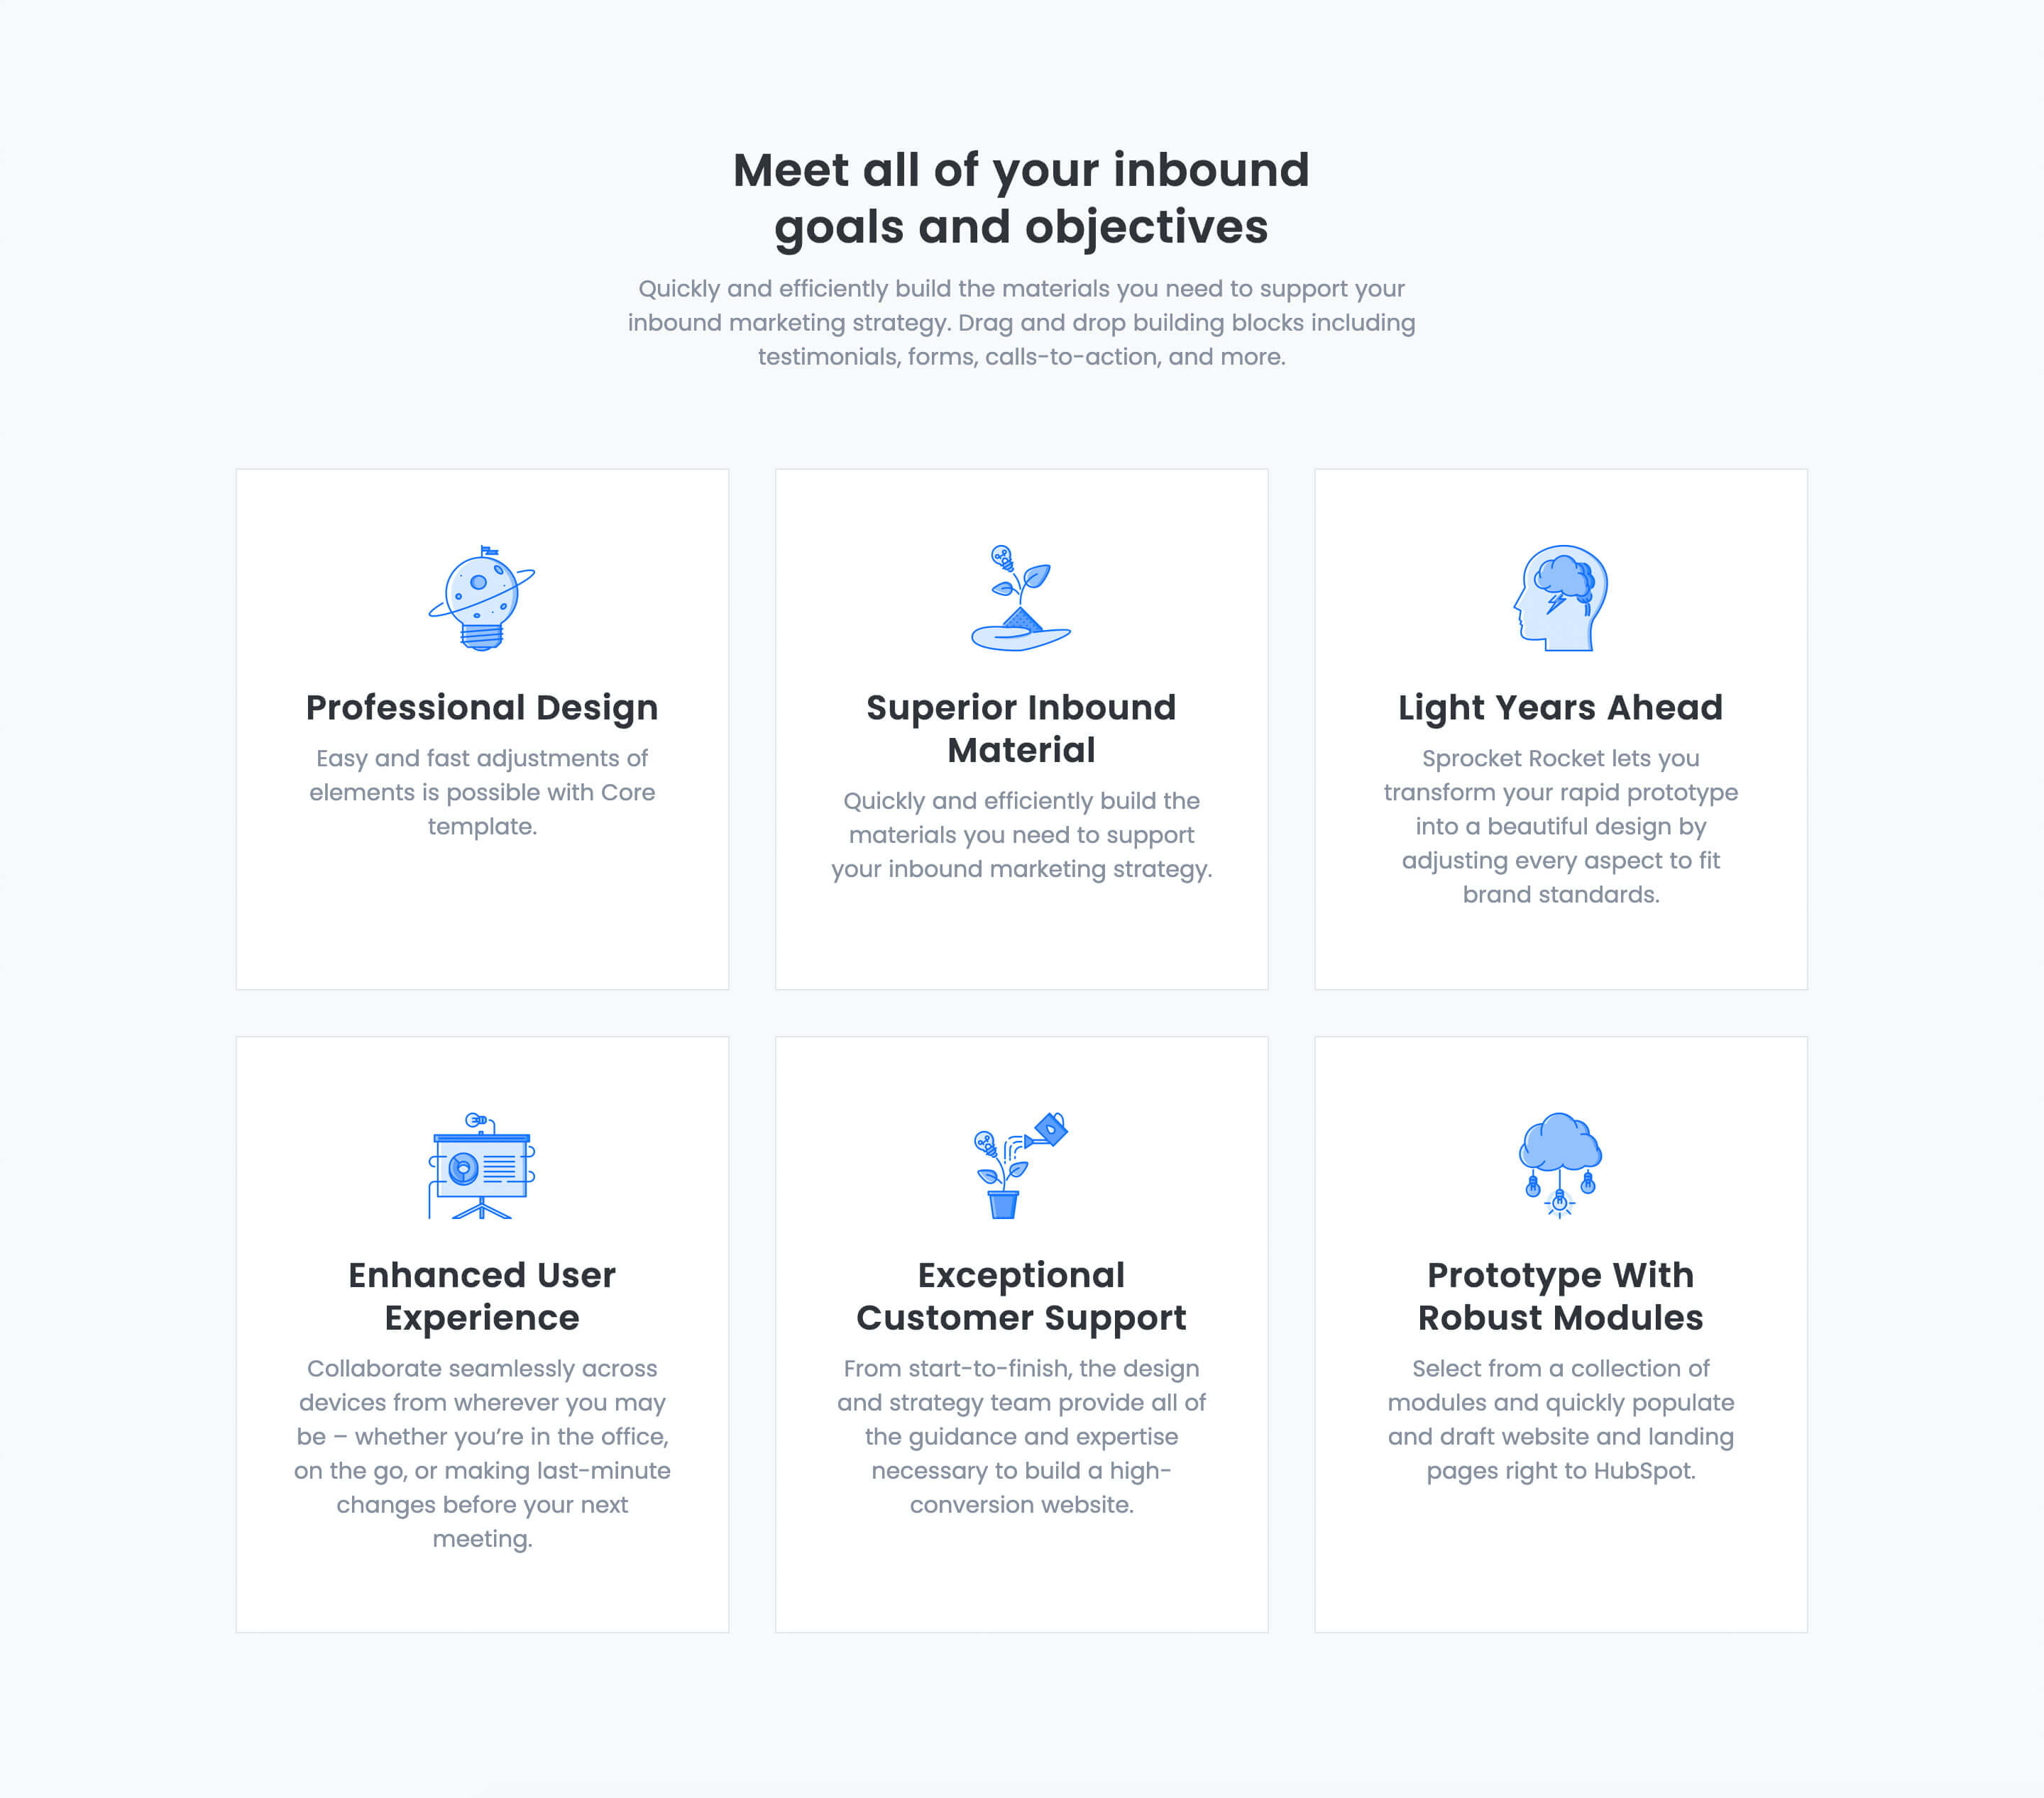 Meet all of your inbound
goals and objectives
Quickly and efficiently build the materials you need to support your
inbound marketing strategy. Drag and drop building blocks including
testimonials, forms, calls-to-action, and more.
Professional Design
Easy and fast adjustments of
elements is possible with Core
template.
Superior Inbound
Material
Quickly and efficiently build the
materials you need to support
your inbound marketing strategy.
Light Years Ahead
Sprocket Rocket lets you
transform your rapid prototype
into a beautiful design by
adjusting every aspect to fit
brand standards.
Enhanced User
Experience
Collaborate seamlessly across
devices from wherever you may
be – whether you’re in the office,
on the go, or making last-minute
changes before your next
meeting.
Exceptional
Customer Support
From start-to-finish, the design
and strategy team provide all of
the guidance and expertise
necessary to build a high-
conversion website.
Prototype With
Robust Modules
Select from a collection of
modules and quickly populate
and draft website and landing
pages right to HubSpot.